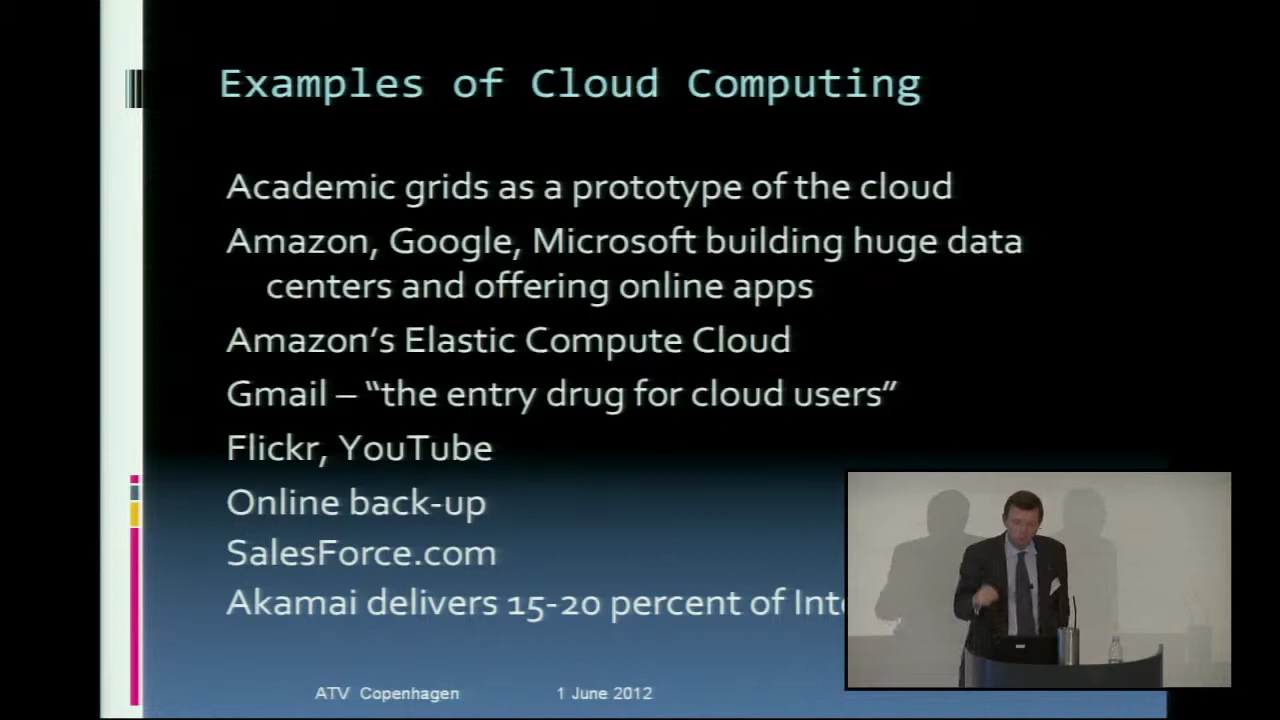 Examples of Cloud Computing
Academic grids as a prototype of the cloud
Amazon, Google, Microsoft building huge data
centers and offering online apps
Amazon’s Elastic Compute Cloud
Gmail – “the entry drug for cloud users”
Flickr, YouTube
Online back-up
SalesForce.com
Akamai delivers 15-20 percent of
ATV Copenhagen 1 June 2012